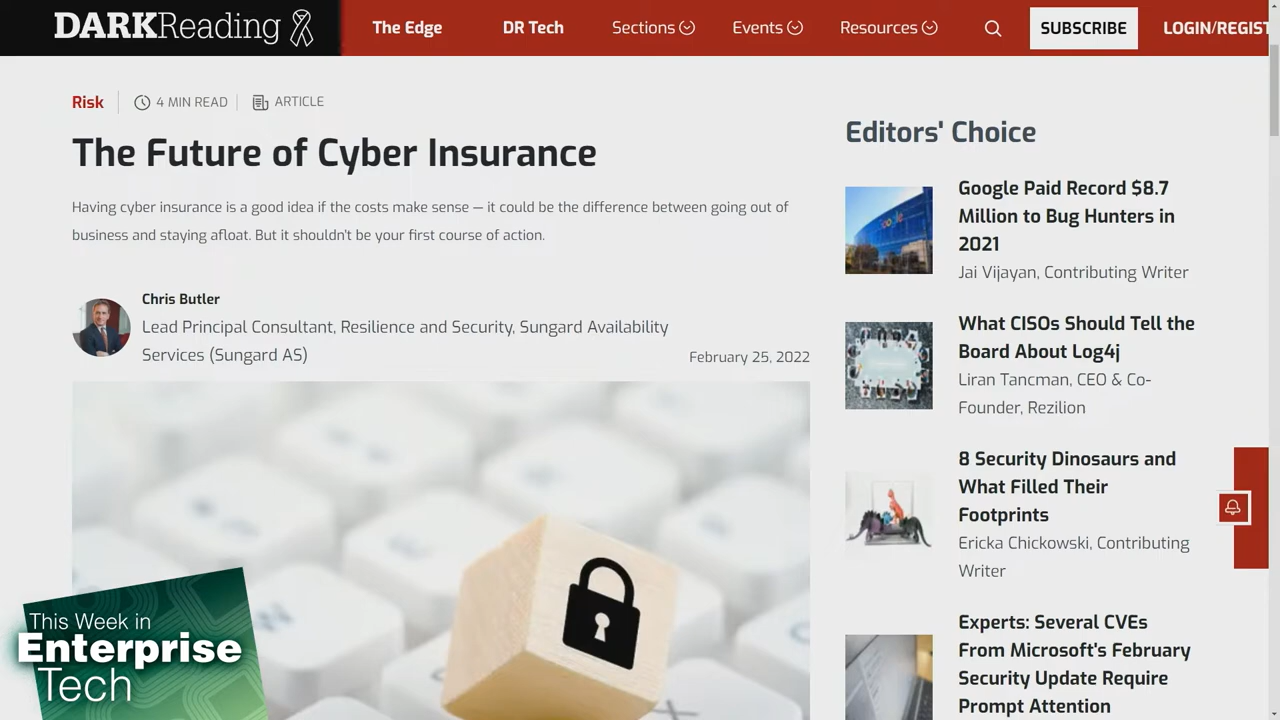 DARKReading
The Edge
DR Tech
Sections
Events
Resources
SUBSCRIBE
LOGIN/REGIST
Risk
4 MIN READ
ARTICLE
The Future of Cyber Insurance
Having cyber insurance is a good idea if the costs make sense — it could be the difference between going out of
business and staying afloat. But it shouldn't be your first course of action.
Chris Butler
Lead Principal Consultant, Resilience and Security, Sungard Availability
Services (Sungard AS)
February 25, 2022
Editors' Choice
Google Paid Record $8.7
Million to Bug Hunters in
2021
Jai Vijayan, Contributing Writer
What CISOs Should Tell the
Board About Log4j
Liran Tancman, CEO & Co-
Founder, Rezilion
8 Security Dinosaurs and
What Filled Their
Footprints
Ericka Chickowski, Contributing
Writer
Experts: Several CVEs
From Microsoft's February
Security Update Require
Prompt Attention
This Week in
Enterprise
Tech